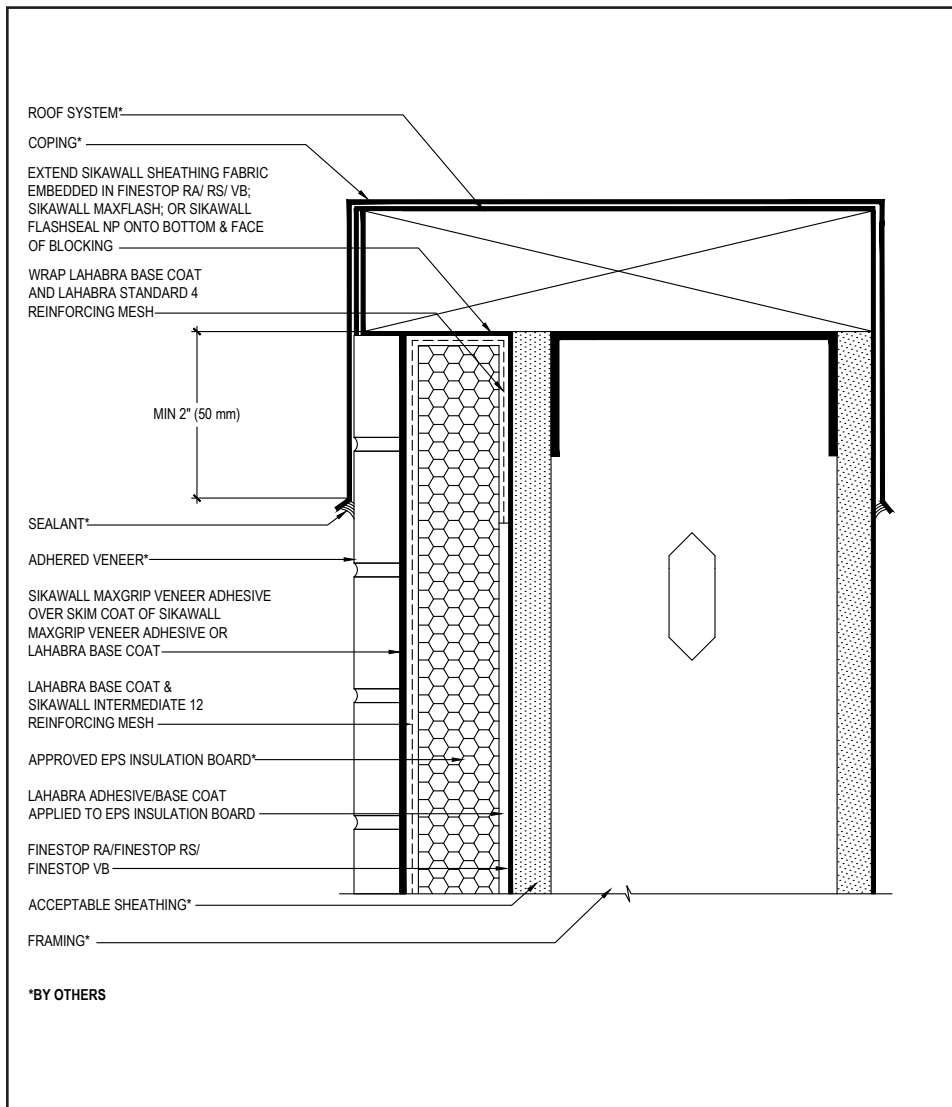 ROOF SYSTEM*
COPING*
EXTEND SIKAWALL SHEATHING FABRIC
EMBEDDED IN FINESTOP RA/ RS/ VB;
SIKAWALL MAXFLASH; OR SIKAWALL
FLASHSEAL NP ONTO BOTTOM & FACE
OF BLOCKING
WRAP LAHABRA BASE COAT
AND LAHABRA STANDARD 4
REINFORCING MESH
MIN 2" (50 mm)
SEALANT*
ADHERED VENEER*
SIKAWALL MAXGRIP VENEER ADHESIVE
OVER SKIM COAT OF SIKAWALL
MAXGRIP VENEER ADHESIVE OR
LAHABRA BASE COAT
LAHABRA BASE COAT &
SIKAWALL INTERMEDIATE 12
REINFORCING MESH
APPROVED EPS INSULATION BOARD*
LAHABRA ADHESIVE/BASE COAT
APPLIED TO EPS INSULATION BOARD
FINESTOP RA/FINESTOP RS/
FINESTOP VB
ACCEPTABLE SHEATHING*
FRAMING*
*BY OTHERS